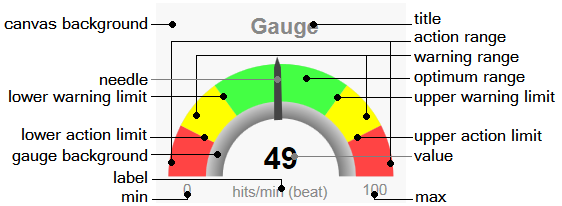 canvas background
Gauge
title
action range
warning range
needle
optimum range
lower warning limit
upper warning limit
lower action limit
upper action limit
gauge background
49
value
label
min
0
hits/min (beat)
100
max